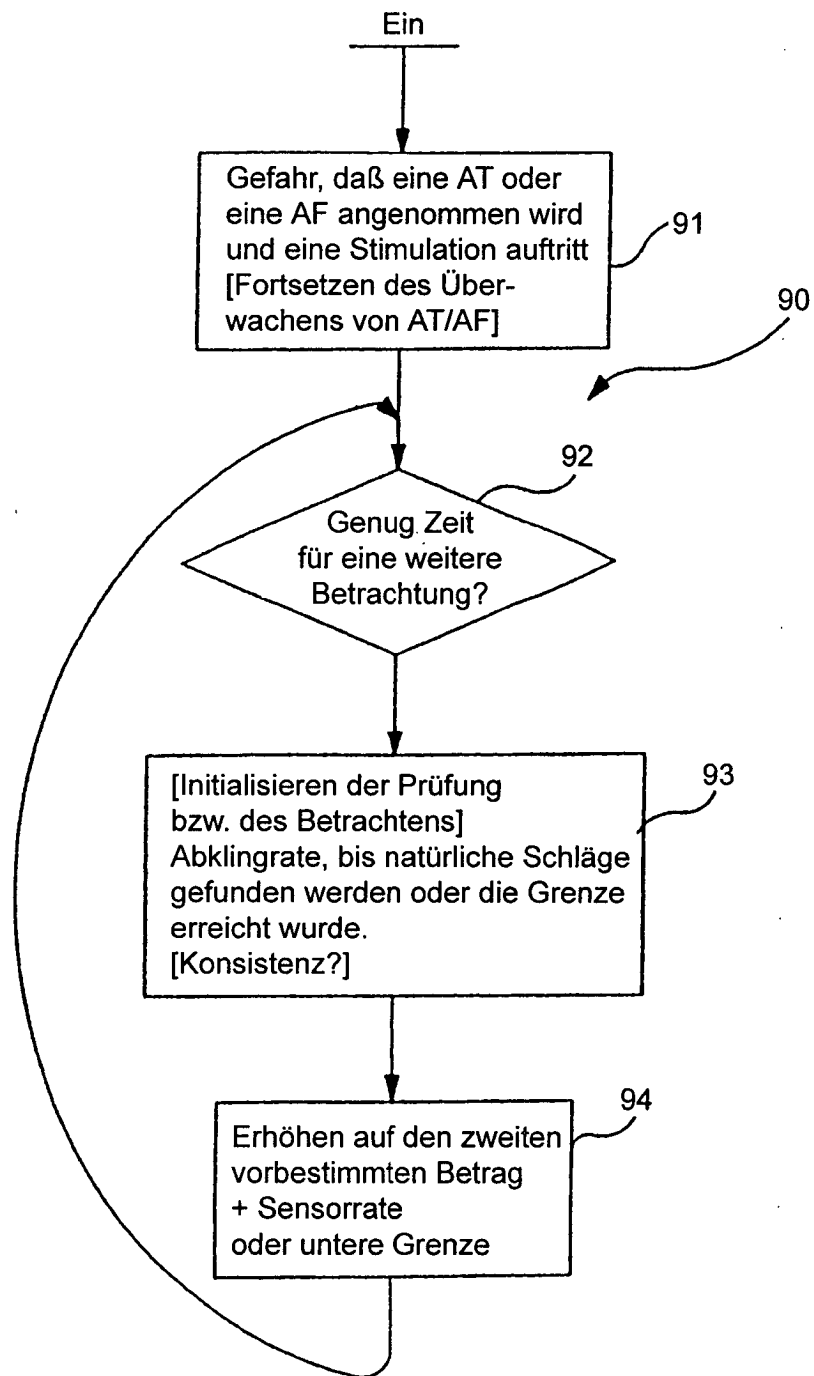 Ein
Gefahr, daß eine AT oder
eine AF angenommen wird
und eine Stimulation auftritt
[Fortsetzen des Über-
wachens von AT/AF]
91
90
92
Genug Zeit
für eine weitere
Betrachtung?
93
[Initialisieren der Prüfung
bzw. des Betrachtens]
Abklingrate, bis natürliche Schläge
gefunden werden oder die Grenze
erreicht wurde.
[Konsistenz?]
94
Erhöhen auf den zweiten
vorbestimmten Betrag
+ Sensorrate
oder untere Grenze